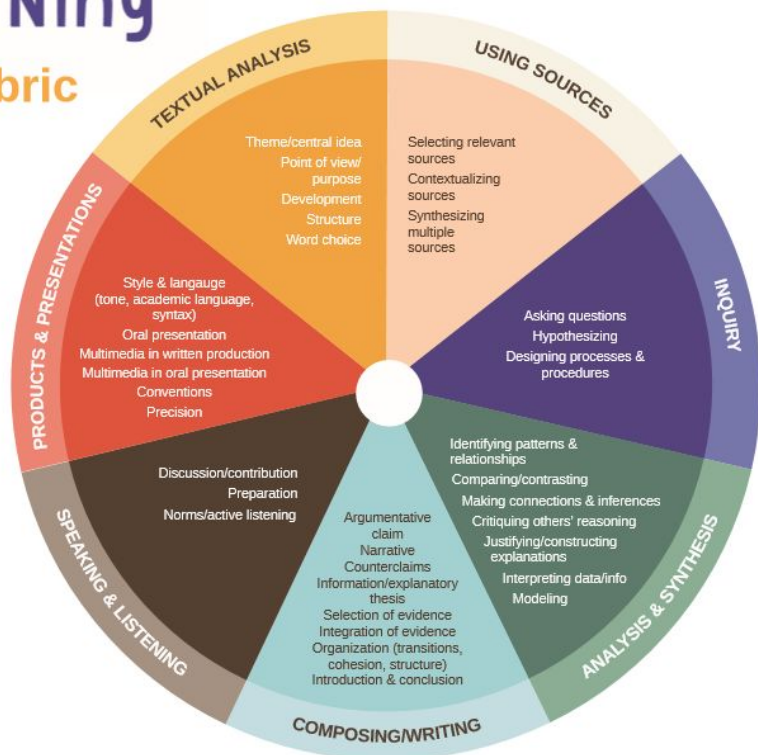 TEXTUAL ANALYSIS
Theme/central idea
Point of view/
purpose
Development
Structure
Word choice
USING SOURCES
Selecting relevant
sources
Contextualizing
sources
Synthesizing
multiple
sources
INQUIRY
Asking questions
Hypothesizing
Designing processes &
procedures
ANALYSIS & SYNTHESIS
Identifying patterns &
relationships
Comparing/contrasting
Making connections & inferences
Critiquing others' reasoning
Justifying/constructing
explanations
Interpreting data/info
Modeling
COMPOSING/WRITING
Argumentative
claim
Narrative
Counterclaims
Information/explanatory
thesis
Selection of evidence
Integration of evidence
Organization (transitions,
cohesion, structure)
Introduction & conclusion
SPEAKING & LISTENING
Discussion/contribution
Preparation
Norms/active listening
PRODUCTS & PRESENTATIONS
Style & langauge
(tone, academic language,
syntax)
Oral presentation
Multimedia in written production
Multimedia in oral presentation
Conventions
Precision